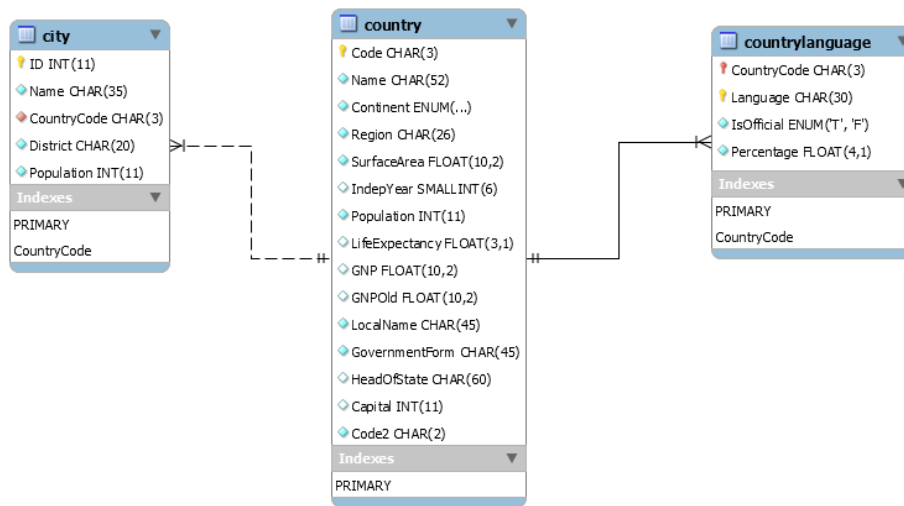 city
ID INT(11)
Name CHAR(35)
CountryCode CHAR(3)
District CHAR(20)
Population INT(11)
Indexes
PRIMARY
CountryCode
country
Code CHAR(3)
Name CHAR(52)
Continent ENUM(...)
Region CHAR(26)
SurfaceArea FLOAT(10,2)
IndepYear SMALLINT(6)
Population INT(11)
LifeExpectancy FLOAT(3,1)
GNP FLOAT(10,2)
GNPOld FLOAT(10,2)
LocalName CHAR(45)
GovernmentForm CHAR(45)
HeadOfState CHAR(60)
Capital INT(11)
Code2 CHAR(2)
Indexes
PRIMARY
countrylanguage
CountryCode CHAR(3)
Language CHAR(30)
IsOfficial ENUM('T', 'F')
Percentage FLOAT(4,1)
Indexes
PRIMARY
CountryCode